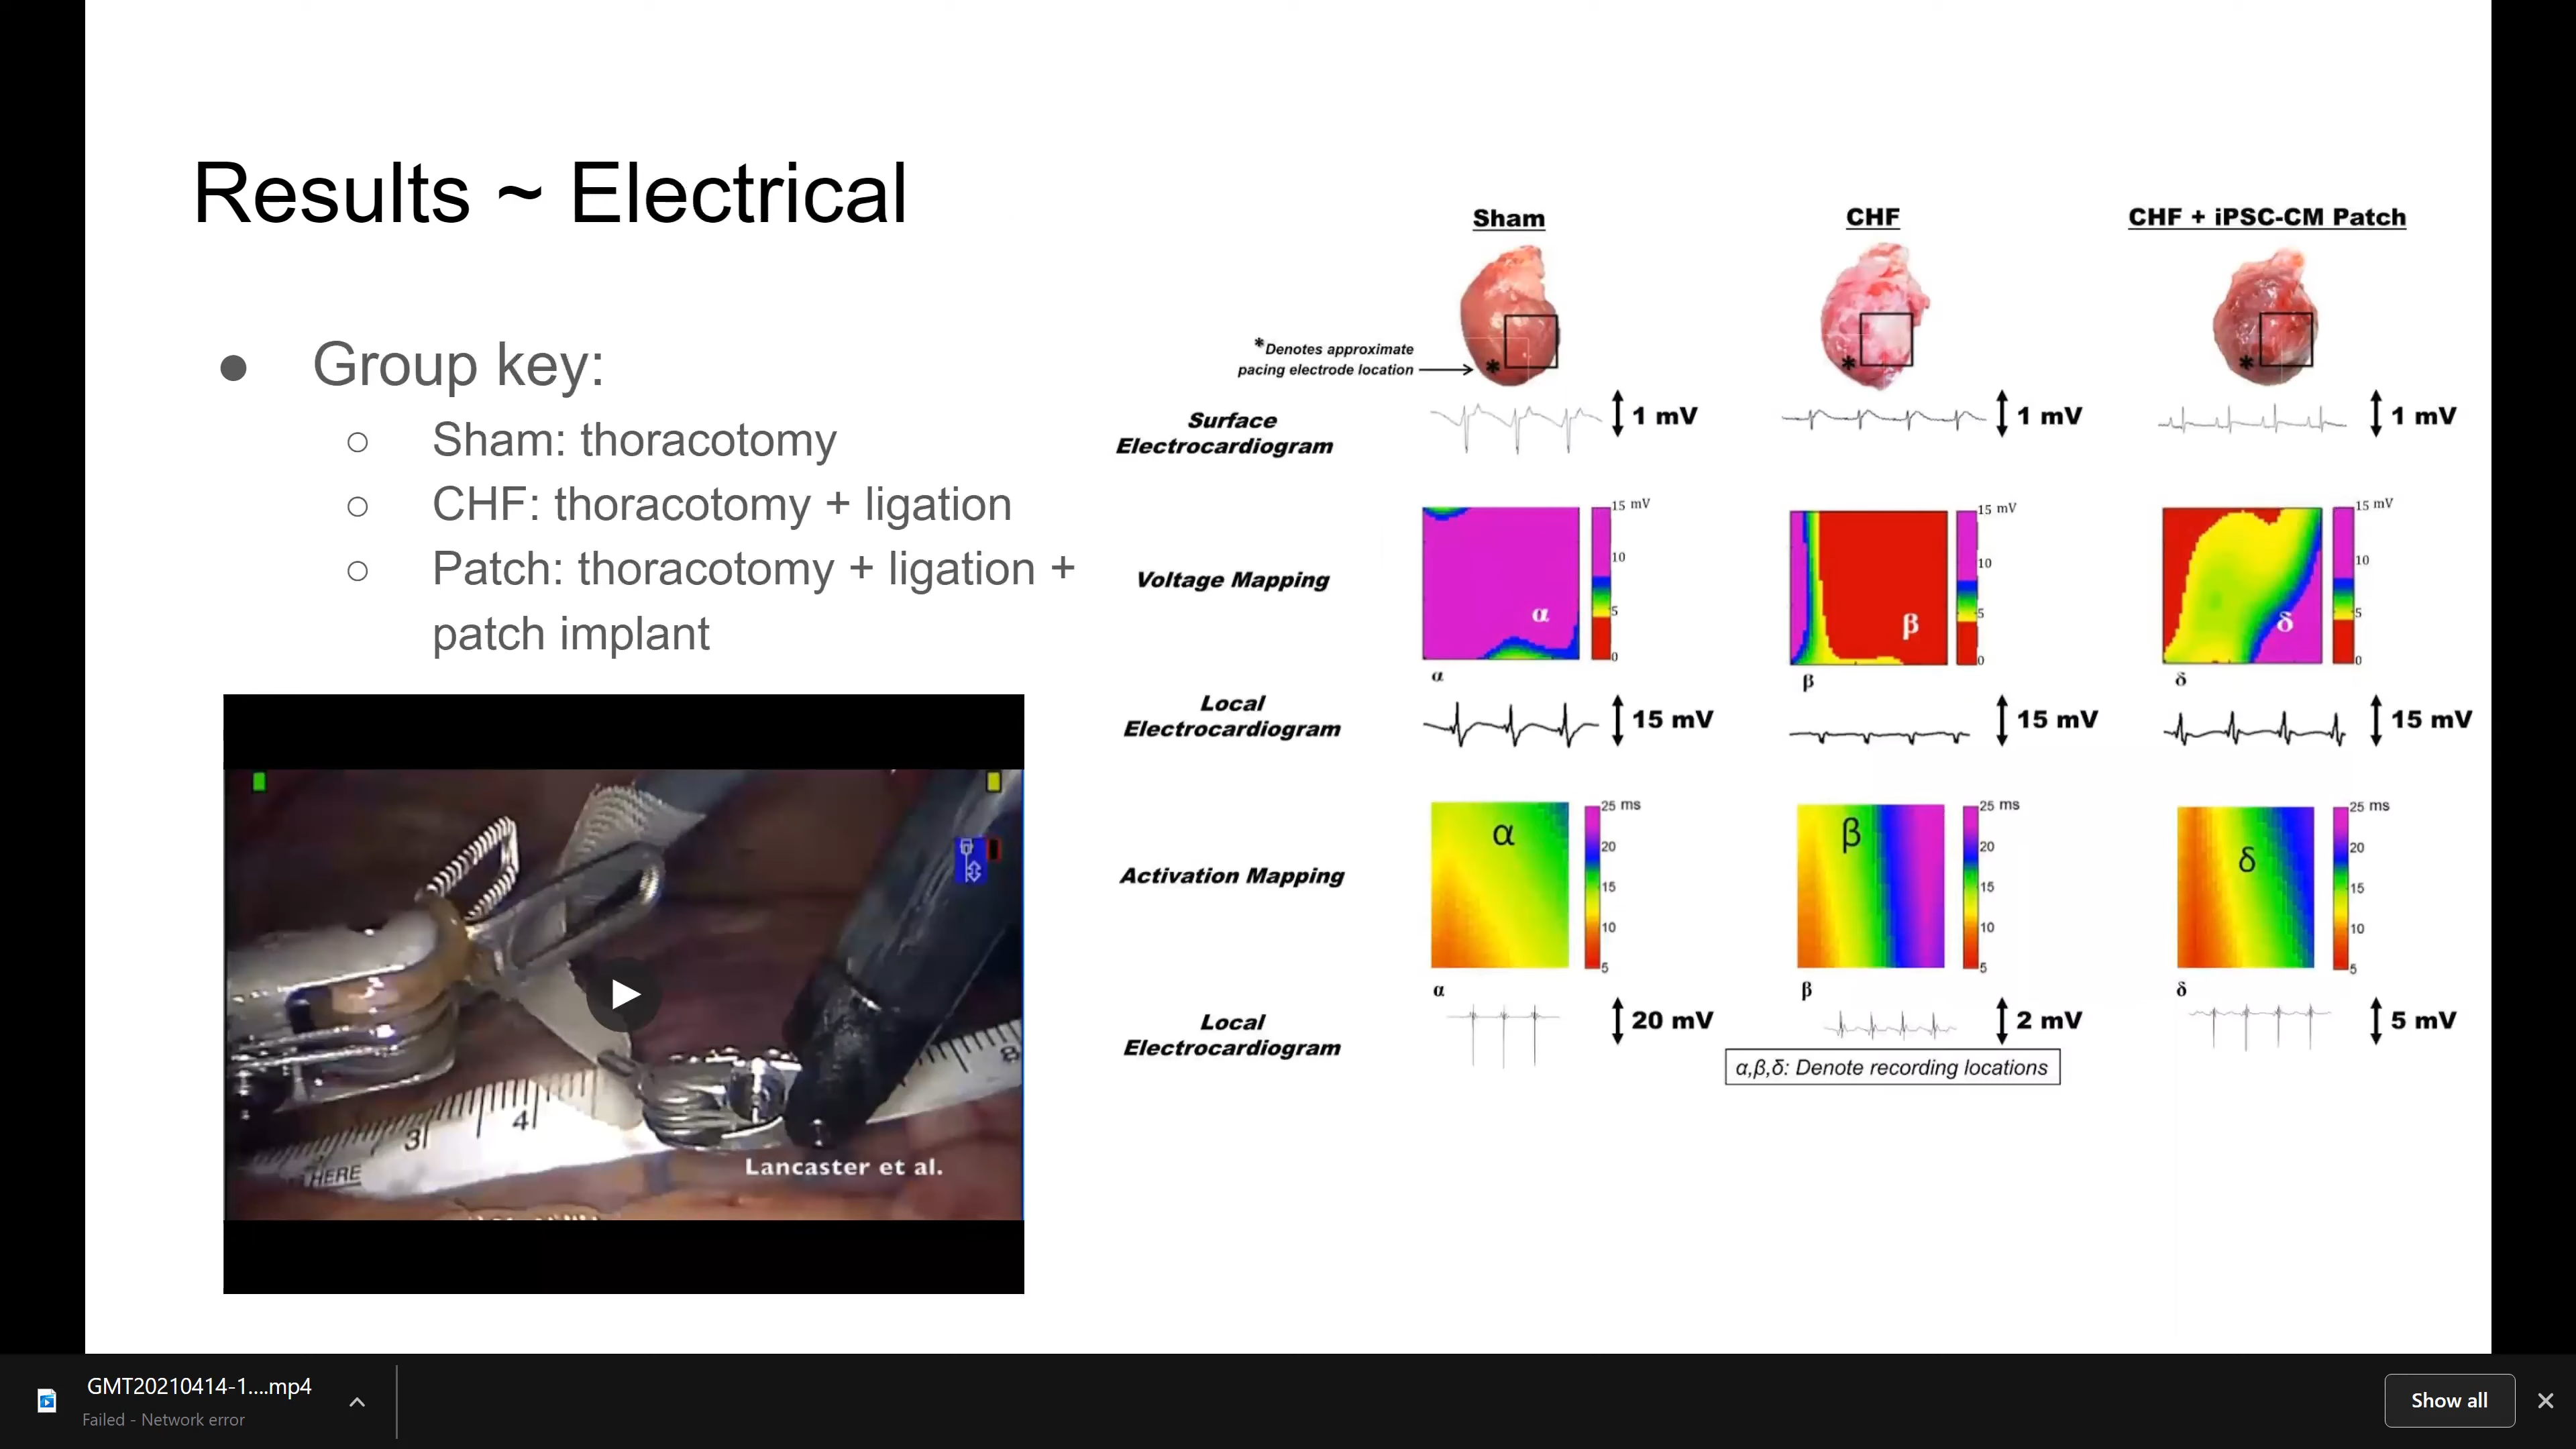 Results ~ Electrical
● Group key:
○ Sham: thoracotomy
○ CHF: thoracotomy + ligation
○ Patch: thoracotomy + ligation +
patch implant
3
4
8
HERE
Lancaster et al.
Sham
CHF
CHF + iPSC-CM Patch
*Denotes approximate
pacing electrode location
Surface
Electrocardiogram
1 mV
1 mV
1 mV
Voltage Mapping
α
15 mV
10
5
0
β
15 mV
10
5
0
δ
15 mV
10
5
0
Local
Electrocardiogram
α
15 mV
β
15 mV
δ
15 mV
Activation Mapping
α
25 ms
20
15
10
5
β
25 ms
20
15
10
5
δ
25 ms
20
15
10
5
Local
Electrocardiogram
α
20 mV
β
2 mV
δ
5 mV
α,β,δ: Denote recording locations
GMT20210414-1....mp4
Failed - Network error
Show all